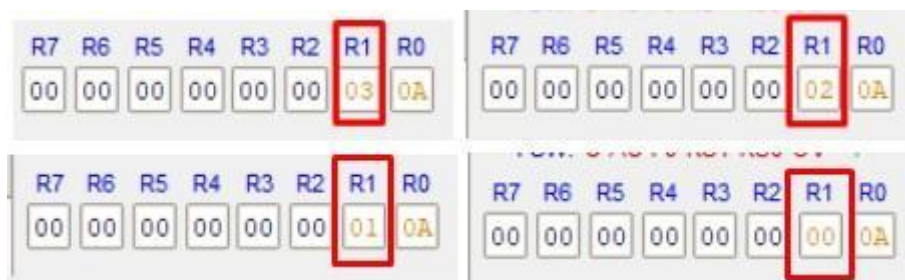 R7 R6 R5 R4 R3 R2 R1 R0
00 00 00 00 00 00 03 0A
R7 R6 R5 R4 R3 R2 R1 R0
00 00 00 00 00 00 02 0A
R7 R6 R5 R4 R3 R2 R1 R0
00 00 00 00 00 00 01 0A
R7 R6 R5 R4 R3 R2 R1 R0
00 00 00 00 00 00 00 0A